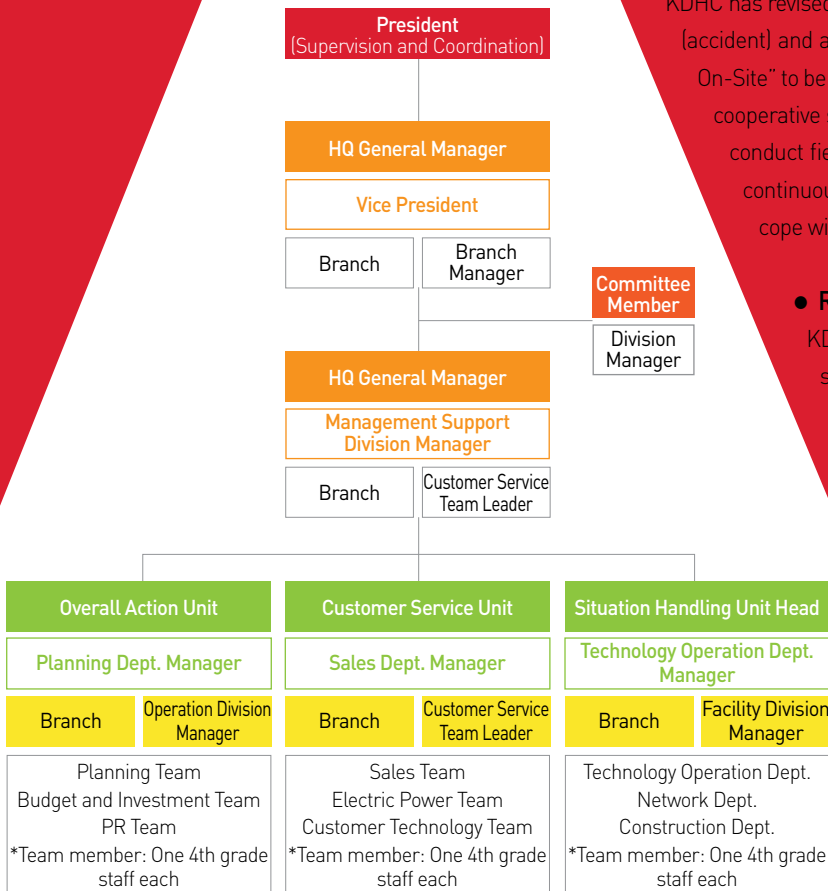 President
(Supervision and Coordination)
HQ General Manager
Vice President
Branch
Branch
Manager
Committee
Member
Division
Manager
HQ General Manager
Management Support
Division Manager
Branch
Customer Service
Team Leader
Overall Action Unit
Planning Dept. Manager
Branch
Operation Division
Manager
Planning Team
Budget and Investment Team
PR Team
*Team member: One 4th grade
staff each
Customer Service Unit
Sales Dept. Manager
Branch
Customer Service
Team Leader
Sales Team
Electric Power Team
Customer Technology Team
*Team member: One 4th grade
staff each
Situation Handling Unit Head
Technology Operation Dept.
Manager
Branch
Facility Division
Manager
Technology Operation Dept.
Network Dept.
Construction Dept.
*Team member: One 4th grade
staff each
KDHC has revised
(accident) and a
On-Site" to be
cooperative
conduct fie
continuou
cope wi